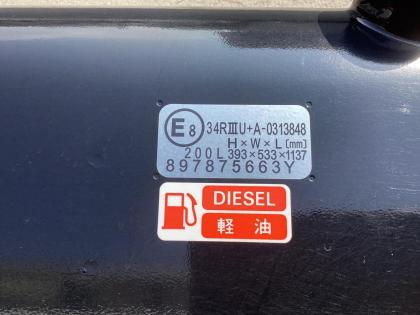 E8 34RⅢU+A-0313848
H×W×L[mm]
200L 393×533×1137
897875663Y
DIESEL
軽油